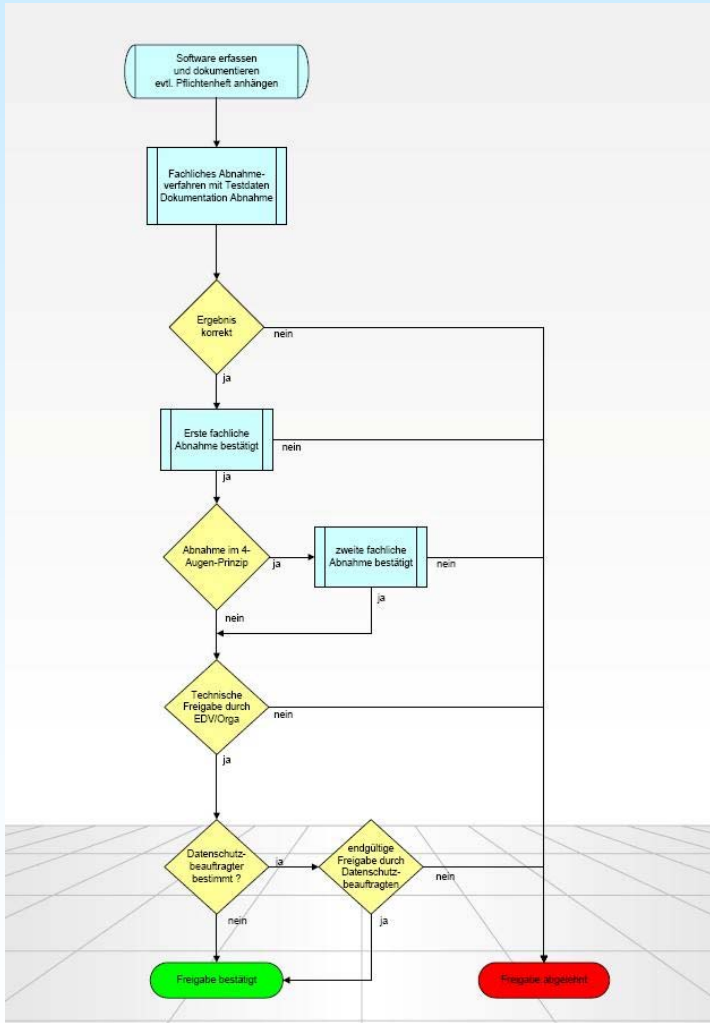 Software erfassen
und dokumentieren
evtl. Pflichtenheft anhängen
Fachliches Abnahme-
verfahren mit Testdaten
Dokumentation Abnahme
Ergebnis
korrekt
nein
ja
Erste fachliche
Abnahme bestätigt
nein
ja
Abnahme im 4-
Augen-Prinzip
ja
zweite fachliche
Abnahme bestätigt
nein
ja
nein
Technische
Freigabe durch
EDV/Orga
nein
ja
Datenschutz-
beauftragter
bestimmt ?
ja
endgültige
Freigabe durch
Datenschutz-
beauftragten
nein
nein
ja
Freigabe bestätigt
Freigabe abgelehnt